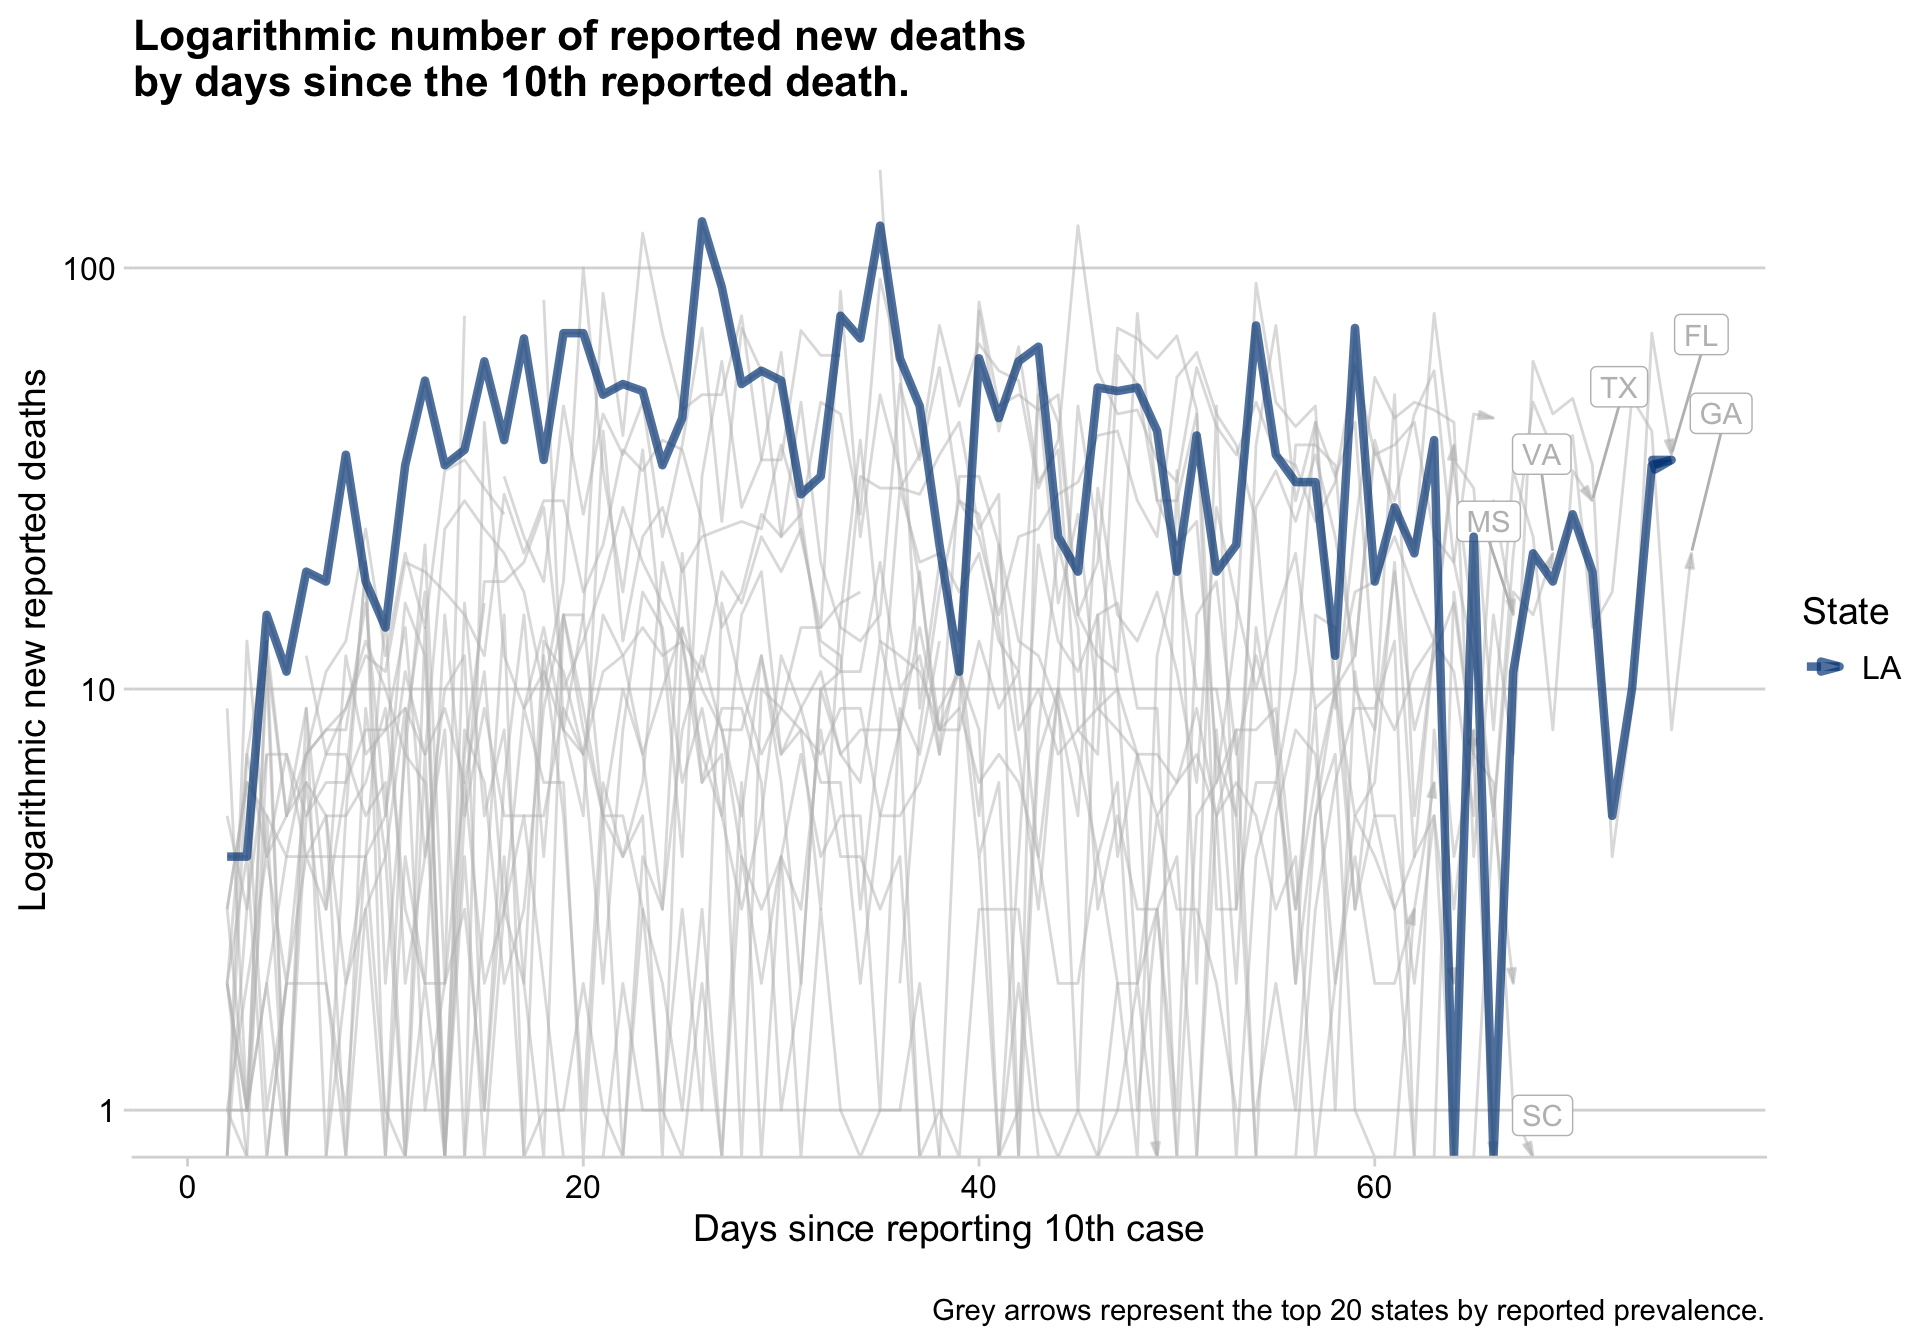 Logarithmic number of reported new deaths
by days since the 10th reported death.
Logarithmic new reported deaths
100
10
1
FL
TX
GA
VA
MS
SC
State
LA
0
20
40
60
Days since reporting 10th case
Grey arrows represent the top 20 states by reported prevalence.